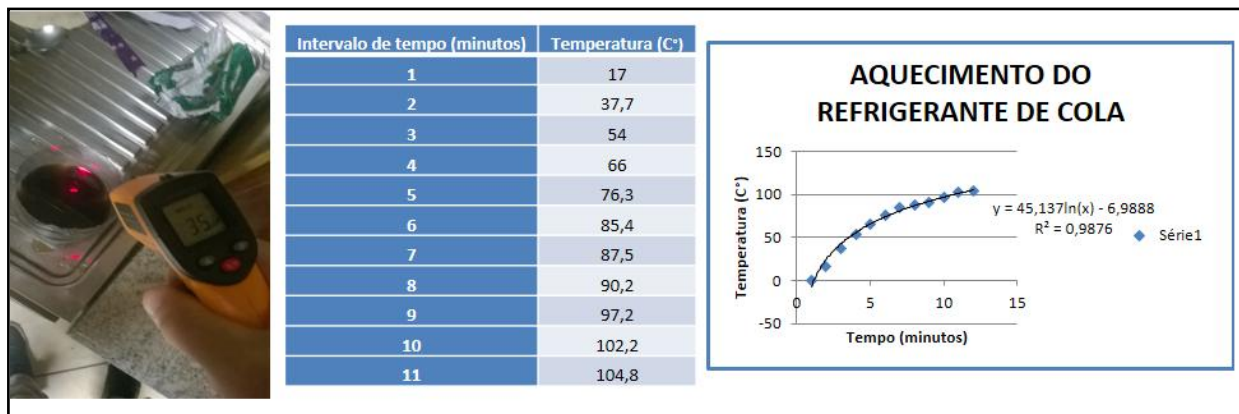 Intervalo de tempo (minutos) Temperatura (C°)
1 17
2 37,7
3 54
4 66
5 76,3
6 85,4
7 87,5
8 90,2
9 97,2
10 102,2
11 104,8
AQUECIMENTO DO
REFRIGERANTE DE COLA
Temperatura (C°)
150
100
50
0
-50
0 5 10 15
y = 45,137ln(x) - 6,9888
R² = 0,9876
Série1
Tempo (minutos)